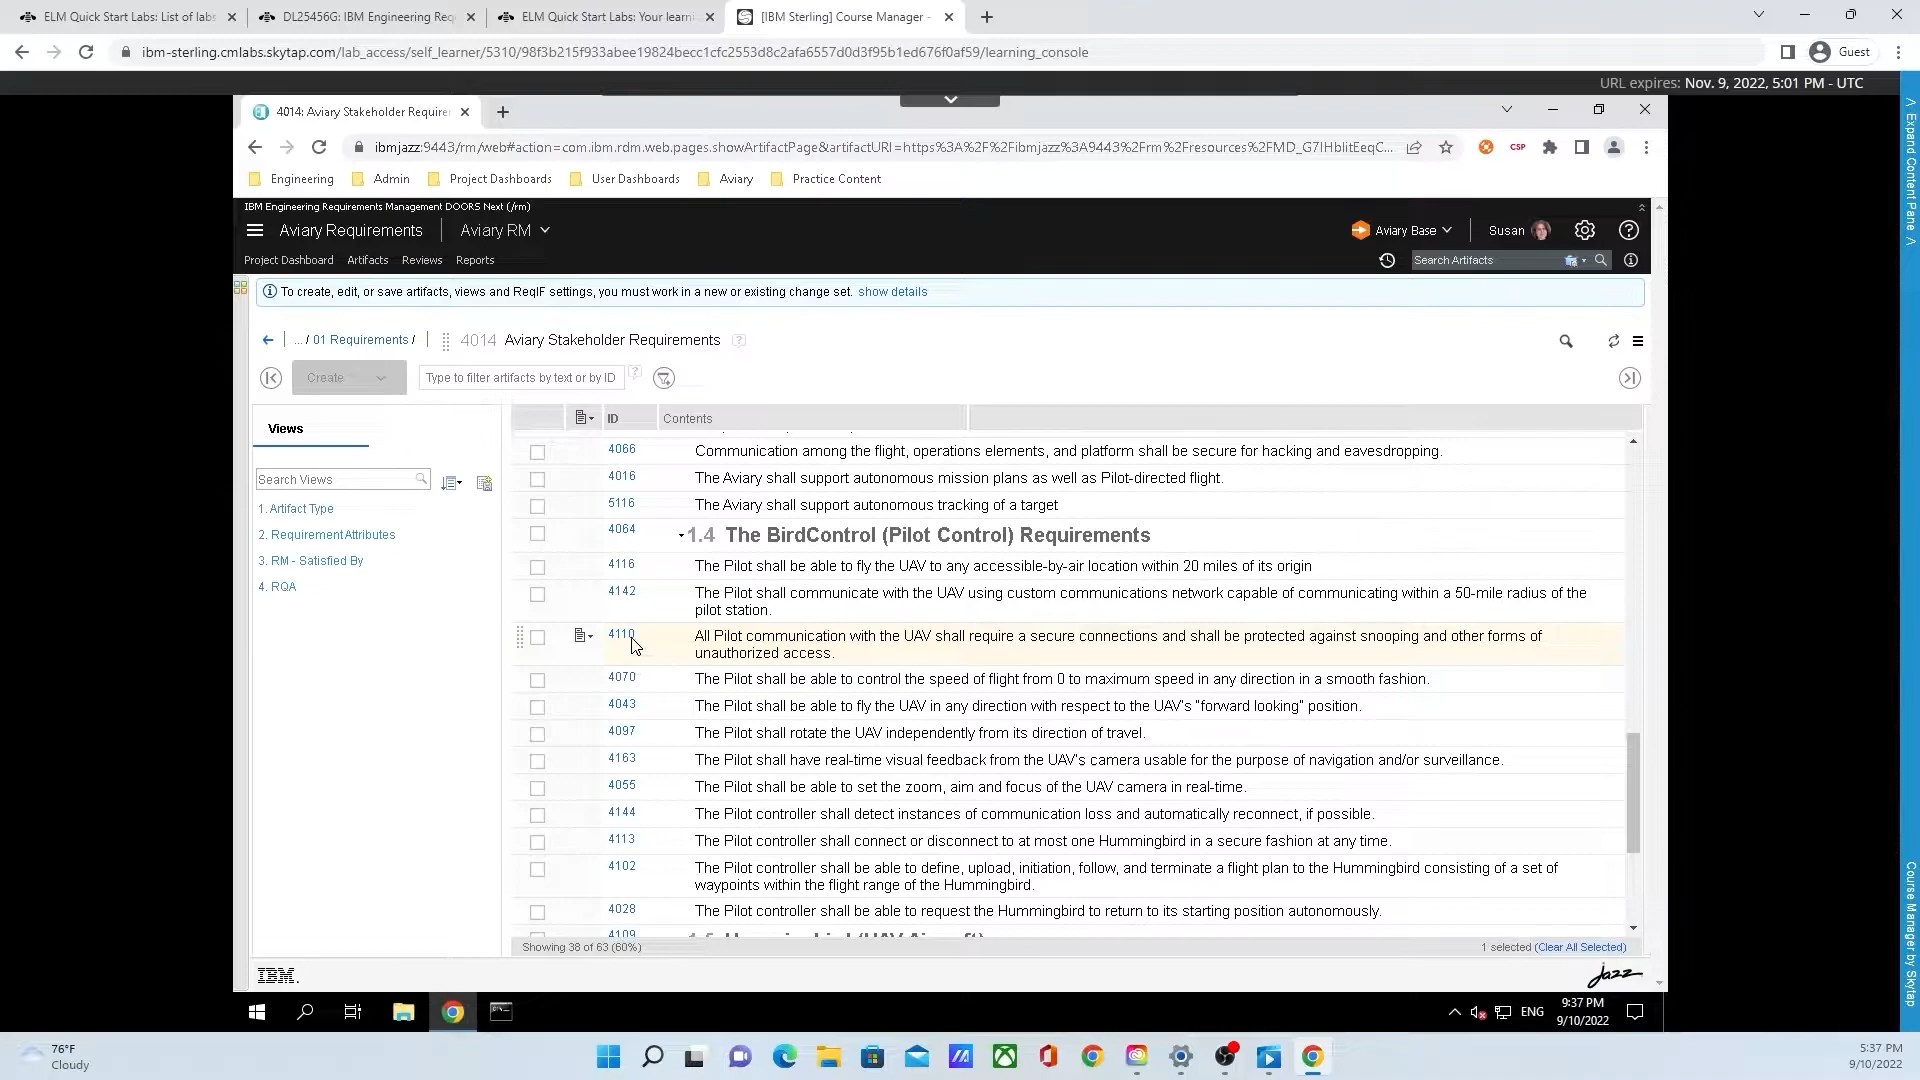 ELM Quick Start Labs: List of labs
DL25456G: IBM Engineering Req
ELM Quick Start Labs: Your learni
[IBM Sterling] Course Manager -
ibm-sterling.cmlabs.skytap.com/lab_access/self_learner/5310/98f3b215f933abee19824becc1cfc2553d8c2afa6557d0d3f95b1ed676f0af59/learning_console
Guest
URL expires: Nov. 9, 2022, 5:01 PM - UTC
4014: Aviary Stakeholder Require
ibmjazz:9443/rm/web#action=com.ibm.rdm.web.pages.showArtifactPage&artifactURI=https%3A%2F%2Fibmjazz%3A9443%2Frm%2Fresources%2FMD_G7IHblitEeqC...
CSP
Engineering
Admin
Project Dashboards
User Dashboards
Aviary
Practice Content
IBM Engineering Requirements Management DOORS Next (/rm)
Aviary Requirements
Aviary RM
Aviary Base
Susan
Project Dashboard
Artifacts
Reviews
Reports
Search Artifacts
To create, edit, or save artifacts, views and ReqIF settings, you must work in a new or existing change set. show details
... / 01 Requirements /
4014 Aviary Stakeholder Requirements
Create
Type to filter artifacts by text or by ID
Views
Search Views
1. Artifact Type
2. Requirement Attributes
3. RM - Satisfied By
4. RQA
ID
Contents
4066 Communication among the flight, operations elements, and platform shall be secure for hacking and eavesdropping.
4016 The Aviary shall support autonomous mission plans as well as Pilot-directed flight.
5116 The Aviary shall support autonomous tracking of a target
4064 1.4 The BirdControl (Pilot Control) Requirements
4116 The Pilot shall be able to fly the UAV to any accessible-by-air location within 20 miles of its origin
4142 The Pilot shall communicate with the UAV using custom communications network capable of communicating within a 50-mile radius of the
pilot station.
4110 All Pilot communication with the UAV shall require a secure connections and shall be protected against snooping and other forms of
unauthorized access.
4070 The Pilot shall be able to control the speed of flight from 0 to maximum speed in any direction in a smooth fashion.
4043 The Pilot shall be able to fly the UAV in any direction with respect to the UAV's "forward looking" position.
4097 The Pilot shall rotate the UAV independently from its direction of travel.
4163 The Pilot shall have real-time visual feedback from the UAV's camera usable for the purpose of navigation and/or surveillance.
4055 The Pilot shall be able to set the zoom, aim and focus of the UAV camera in real-time.
4144 The Pilot controller shall detect instances of communication loss and automatically reconnect, if possible.
4113 The Pilot controller shall connect or disconnect to at most one Hummingbird in a secure fashion at any time.
4102 The Pilot controller shall be able to define, upload, initiation, follow, and terminate a flight plan to the Hummingbird consisting of a set of
waypoints within the flight range of the Hummingbird.
4028 The Pilot controller shall be able to request the Hummingbird to return to its starting position autonomously.
4109 1.5 Hummingbird (UAV Aircraft)
Showing 38 of 63 (60%)
1 selected (Clear All Selected)
IBM.
jazz
ENG
9:37 PM
9/10/2022
< Expand Content Pane <
Course Manager by Skytap
76°F
Cloudy
5:37 PM
9/10/2022